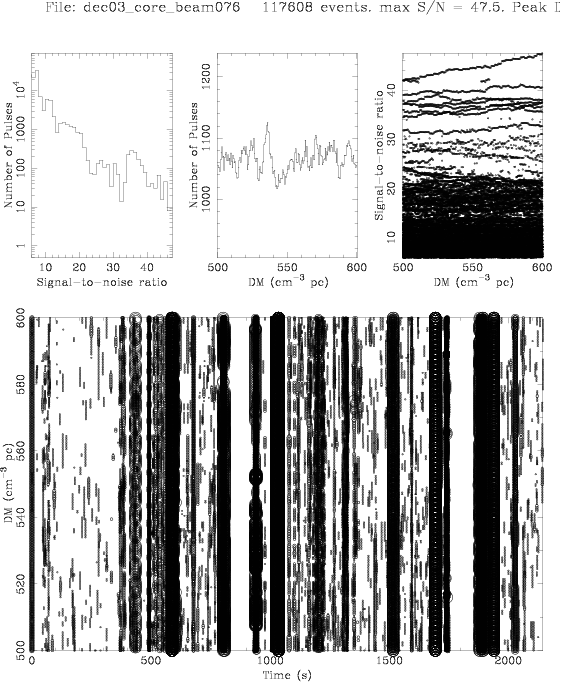 File: dec03_core_beam076 117608 events. max S/N = 47.5. Peak D
Number of Pulses
1 10 100 1000 10⁴
10 20 30 40
Signal-to-noise ratio
Number of Pulses
1000 1100 1200
500 550 600
DM (cm⁻³ pc)
Signal-to-noise ratio
10 20 30 40
500 550 600
DM (cm⁻³ pc)
DM (cm⁻³ pc)
500 520 540 560 580 600
0 500 1000 1500 2000
Time (s)